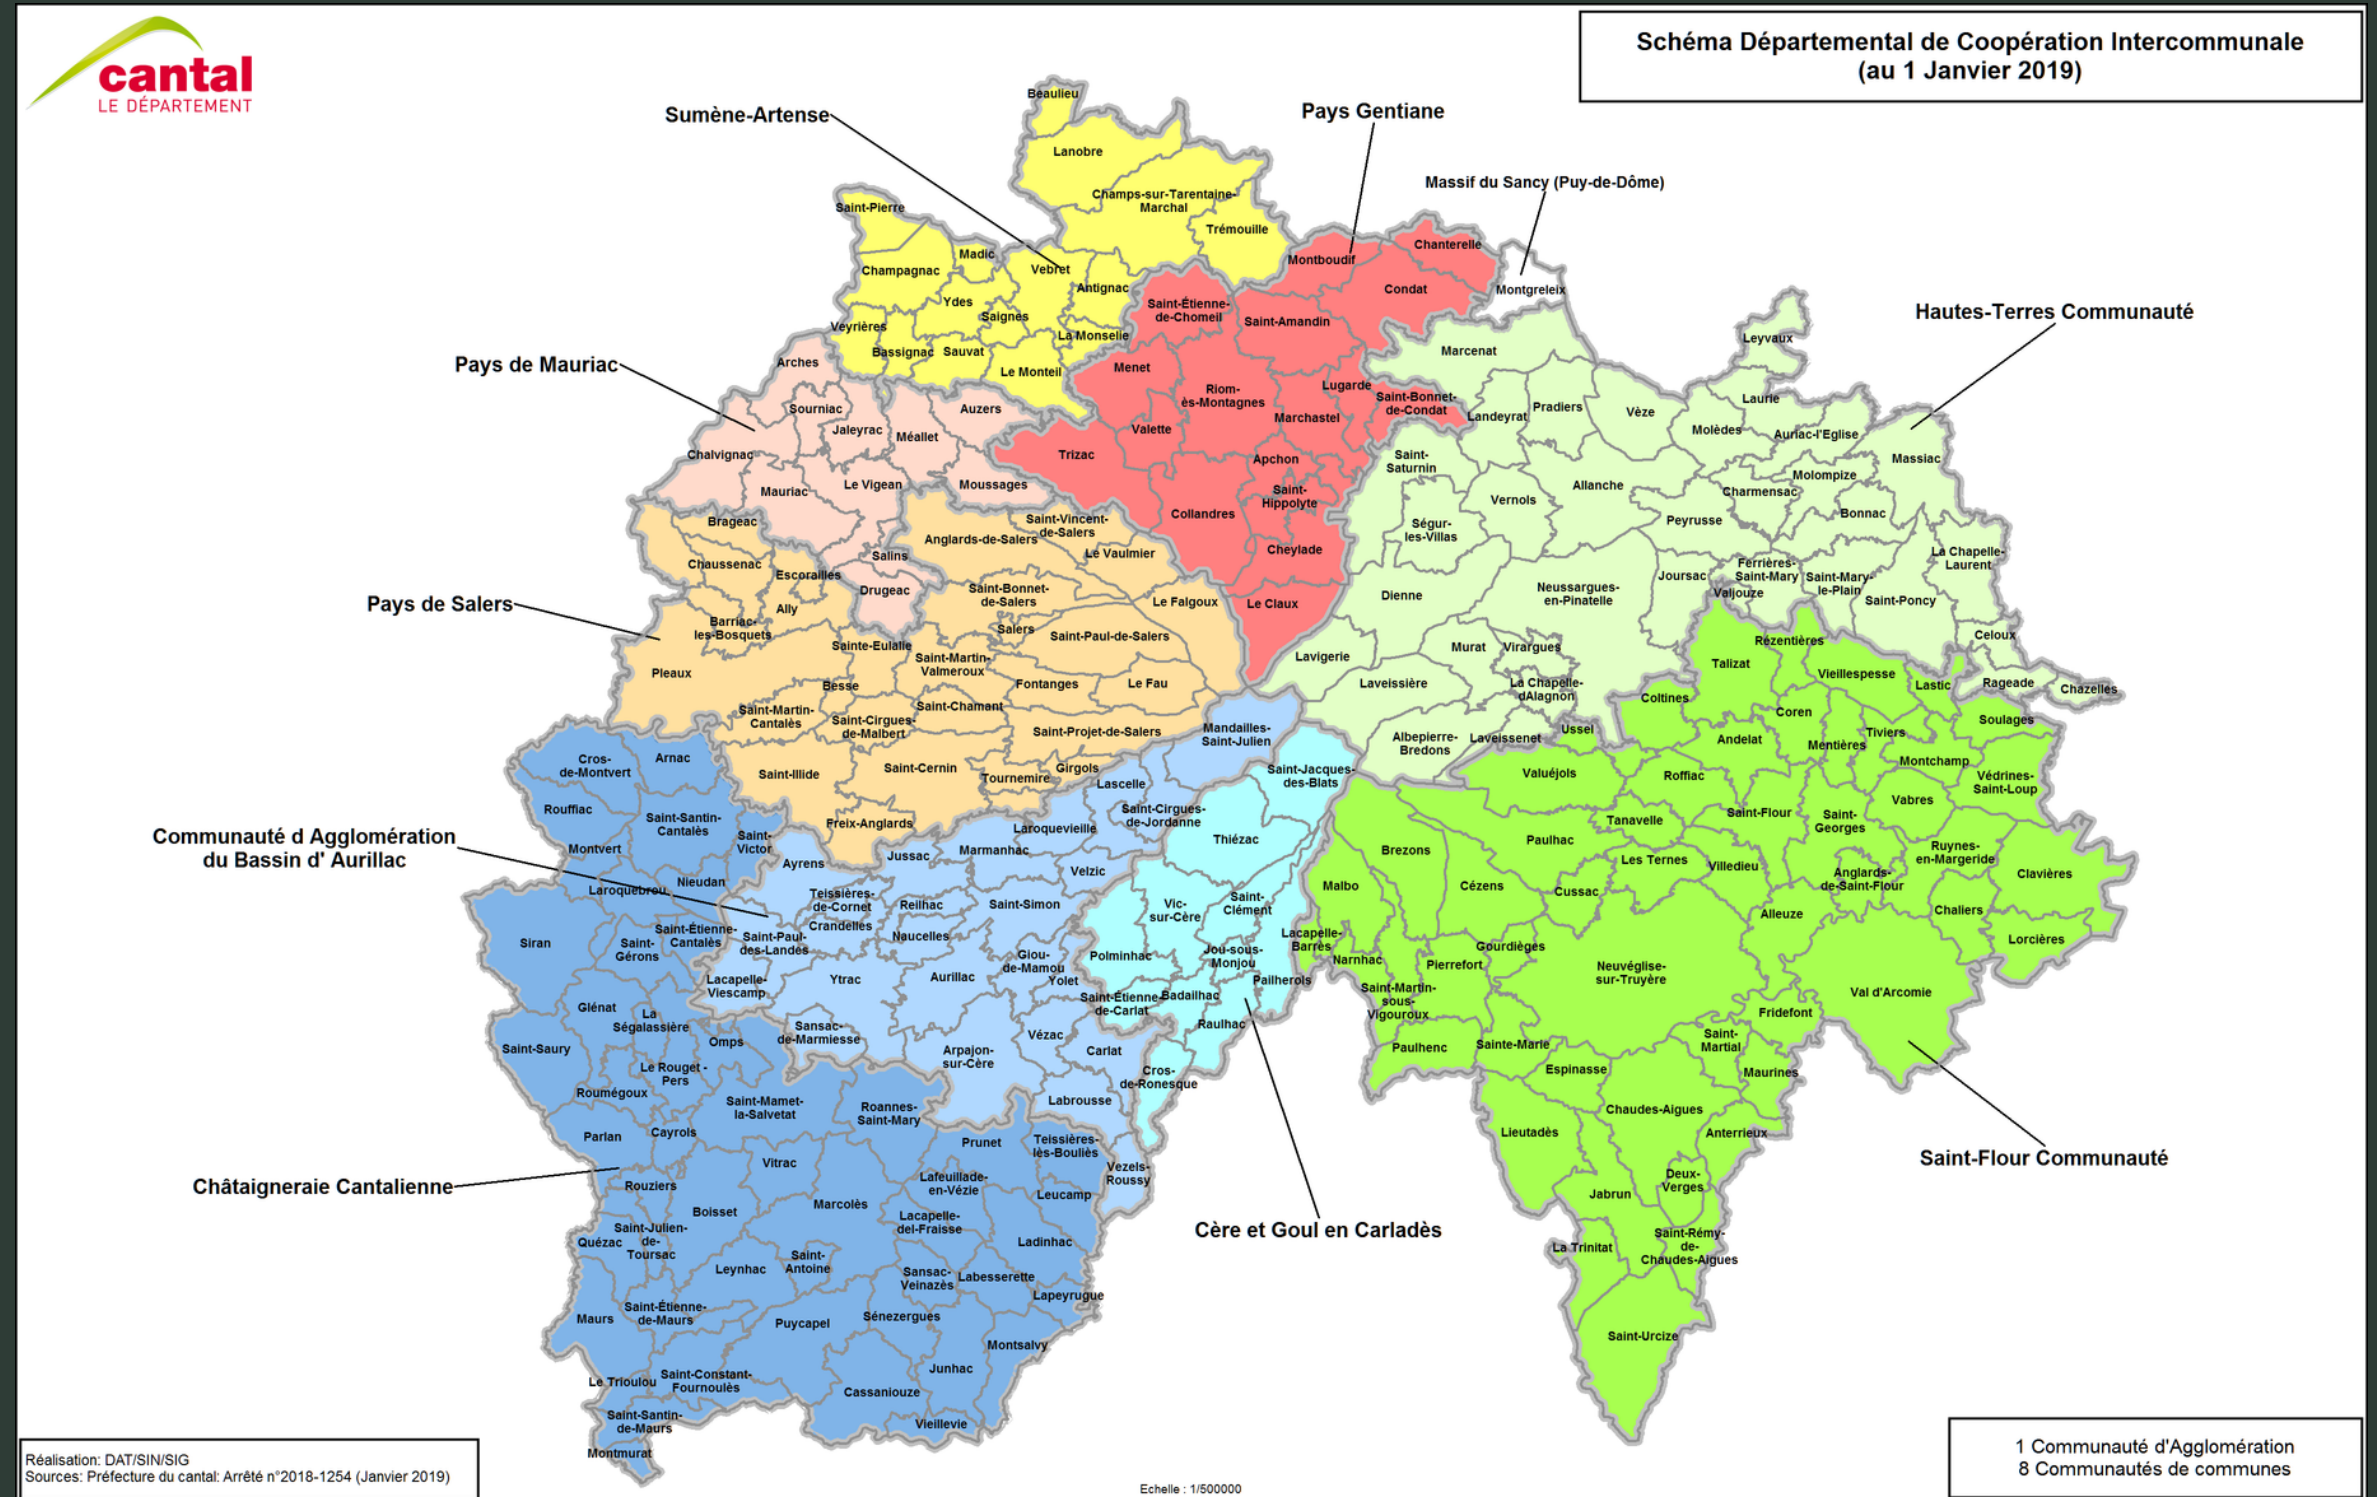 cantal
LE DÉPARTEMENT
Schéma Départemental de Coopération Intercommunale
(au 1 Janvier 2019)
Sumène-Artense
Pays Gentiane
Massif du Sancy (Puy-de-Dôme)
Hautes-Terres Communauté
Pays de Mauriac
Pays de Salers
Communauté d Agglomération
du Bassin d' Aurillac
Châtaigneraie Cantalienne
Cère et Goul en Carladès
Saint-Flour Communauté
Beaulieu
Lanobre
Champs-sur-Tarentaine-
Marchal
Trémouille
Saint-Pierre
Madic
Champagnac
Vebret
Antignac
Ydes
Saignes
Veyrières
La Monselie
Bassignac
Sauvat
Le Monteil
Chanterelle
Montboudif
Condat
Montgreleix
Saint-Étienne-
de-Chomeil
Saint-Amandin
Menet
Riom-
ès-Montagnes
Lugarde
Saint-Bonnet-
de-Condat
Marchastel
Valette
Trizac
Apchon
Saint-
Hippolyte
Collandres
Cheylade
Le Claux
Arches
Sourniac
Auzers
Jaleyrac
Méallet
Chalvignac
Mauriac
Le Vigean
Moussages
Salins
Drugeac
Brageac
Anglards-de-Salers
Saint-Vincent-
de-Salers
Le Vaulmier
Chaussenac
Escorailles
Ally
Saint-Bonnet-
de-Salers
Le Falgoux
Barriac-
les-Bosquets
Salers
Saint-Paul-de-Salers
Sainte-Eulalie
Saint-Martin-
Valmeroux
Pleaux
Besse
Fontanges
Le Fau
Saint-Martin-
Cantalès
Saint-Cirgues-
de-Malbert
Saint-Chamant
Saint-Projet-de-Salers
Saint-Illide
Saint-Cernin
Tournemire
Girgols
Freix-Anglards
Marcenat
Leyvaux
Laurie
Landeyrat
Pradiers
Vèze
Molèdes
Auriac-l'Eglise
Massiac
Saint-
Saturnin
Vernols
Allanche
Molompize
Charmensac
Bonnac
Ségur-
les-Villas
Peyrusse
La Chapelle-
Laurent
Dienne
Neussargues-
en-Pinatelle
Joursac
Ferrières-
Saint-Mary
Valjouze
Saint-Mary-
le-Plain
Saint-Poncy
Celoux
Rageade
Chazelles
Lavigerie
Murat
Virargues
Laveissière
La Chapelle-
dAlagnon
Albepierre-
Bredons
Laveissenet
Ussel
Rézentières
Talizat
Vieillespesse
Lastic
Coltines
Coren
Soulages
Andelat
Mentières
Tiviers
Montchamp
Valuéjols
Roffiac
Védrines-
Saint-Loup
Vabres
Tanavelle
Saint-Flour
Saint-
Georges
Paulhac
Les Ternes
Villedieu
Ruynes-
en-Margeride
Clavières
Brezons
Malbo
Cézens
Cussac
Anglards-
de-Saint-Flour
Alleuze
Chaliers
Lorcières
Lacapelle-
Barrès
Narnhac
Pierrefort
Gourdièges
Neuvéglise-
sur-Truyère
Val d'Arcomie
Saint-Martin-
sous-
Vigouroux
Fridefont
Paulhenc
Sainte-Marie
Saint-
Martial
Espinasse
Maurines
Chaudes-Aigues
Lieutadès
Anterrieux
Deux-
Verges
Jabrun
La Trinitat
Saint-Rémy-
de-
Chaudes-Aigues
Saint-Urcize
Mandailles-
Saint-Julien
Saint-Jacques-
des-Blats
Lascelle
Saint-Cirgues-
de-Jordanne
Laroquevieille
Thiézac
Marmanhac
Jussac
Ayrens
Velzic
Teissières-
de-Cornet
Reilhac
Saint-Simon
Crandelles
Naucelles
Vic-
sur-Cère
Saint-
Clément
Saint-Paul-
des-Landes
Giou-
de-Mamou
Polminhac
Jou-sous-
Monjou
Lacapelle-
Viescamp
Ytrac
Aurillac
Yolet
Pailherols
Saint-Étienne-
de-Carlat
Badailhac
Raulhac
Sansac-
de-Marmiesse
Vézac
Arpajon-
sur-Cère
Carlat
Cros-
de-Ronesque
Labrousse
Vezels-
Roussy
Cros-
de-Montvert
Arnac
Rouffiac
Saint-Santin-
Cantalès
Saint-
Victor
Montvert
Laroquebrou
Nieudan
Siran
Saint-
Gérons
Saint-Étienne-
Cantalès
Glénat
La
Ségalassière
Omps
Saint-Saury
Le Rouget -
Pers
Roumégoux
Saint-Mamet-
la-Salvetat
Roannes-
Saint-Mary
Parlan
Cayrols
Prunet
Teissières-
lès-Bouliès
Vitrac
Rouziers
Lafeuillade-
en-Vézie
Leucamp
Boisset
Marcolès
Lacapelle-
del-Fraisse
Ladinhac
Saint-Julien-
de-
Toursac
Quézac
Leynhac
Saint-
Antoine
Sansac-
Veinazès
Labesserette
Lapeyrugue
Maurs
Saint-Étienne-
de-Maurs
Puycapel
Sénezergues
Montsalvy
Junhac
Le Trioulou
Saint-Constant-
Fournoulès
Cassaniouze
Vieillevie
Saint-Santin-
de-Maurs
Montmurat
Réalisation: DAT/SIN/SIG
Sources: Préfecture du cantal: Arrêté n°2018-1254 (Janvier 2019)
Echelle : 1/500000
1 Communauté d'Agglomération
8 Communautés de communes